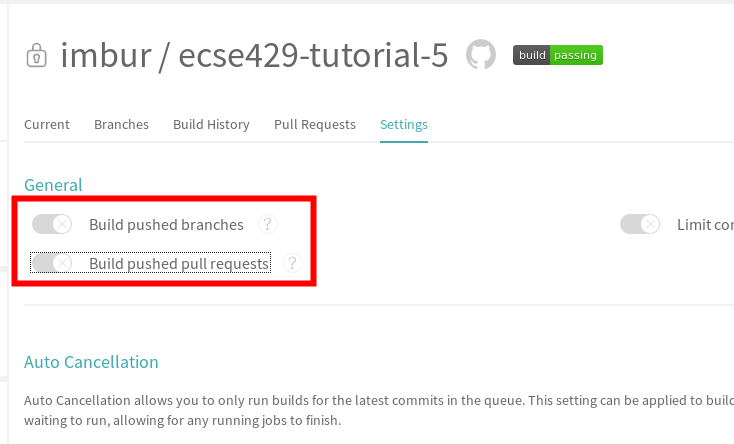 imbur / ecse429-tutorial-5 build passing
Current Branches Build History Pull Requests Settings
General
Build pushed branches ? Limit
Build pushed pull requests ?
Auto Cancellation
Auto Cancellation allows you to only run builds for the latest commits in the queue. This setting can be applied to
waiting to run, allowing for any running jobs to finish.